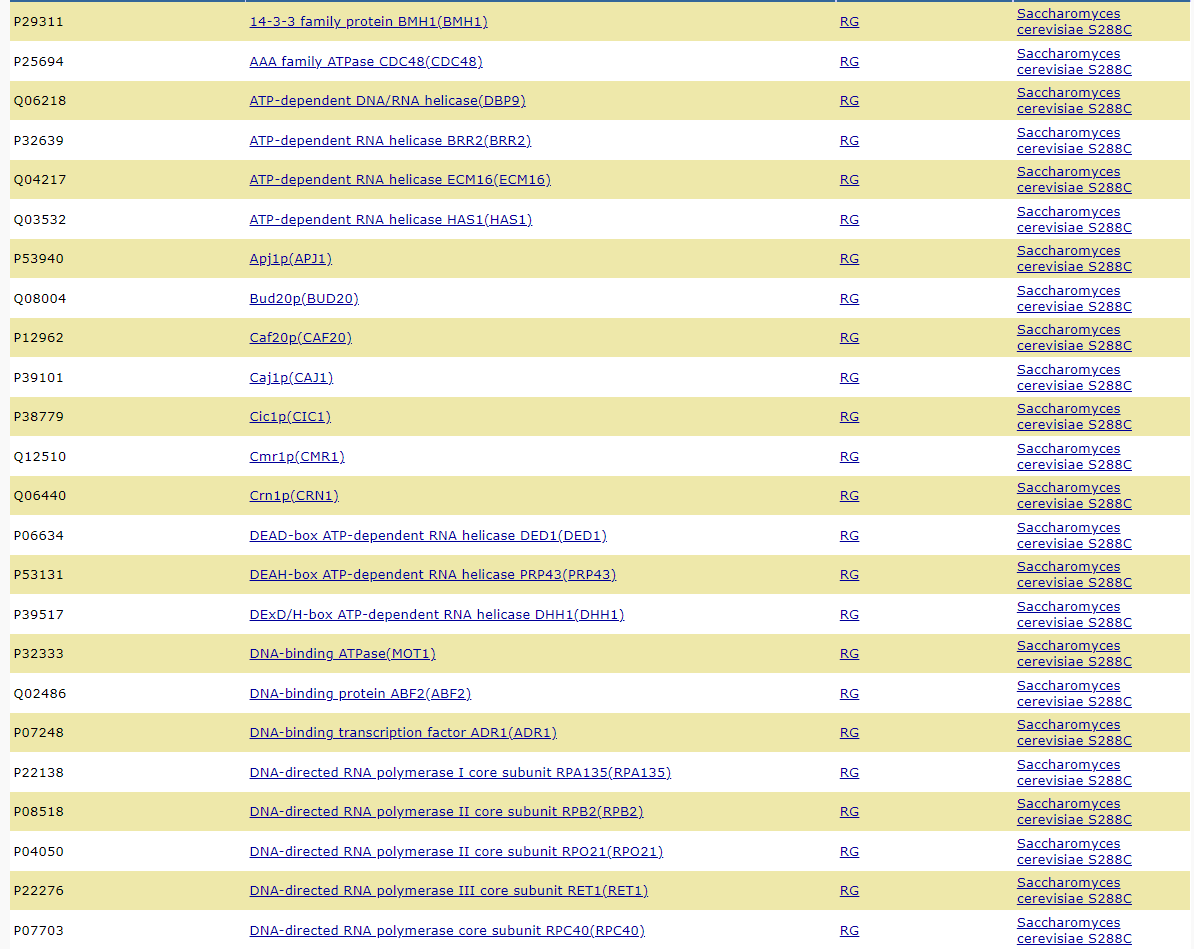 P29311 14-3-3 family protein BMH1(BMH1) RG Saccharomyces
cerevisiae S288C
P25694 AAA family ATPase CDC48(CDC48) RG Saccharomyces
cerevisiae S288C
Q06218 ATP-dependent DNA/RNA helicase(DBP9) RG Saccharomyces
cerevisiae S288C
P32639 ATP-dependent RNA helicase BRR2(BRR2) RG Saccharomyces
cerevisiae S288C
Q04217 ATP-dependent RNA helicase ECM16(ECM16) RG Saccharomyces
cerevisiae S288C
Q03532 ATP-dependent RNA helicase HAS1(HAS1) RG Saccharomyces
cerevisiae S288C
P53940 Apj1p(APJ1) RG Saccharomyces
cerevisiae S288C
Q08004 Bud20p(BUD20) RG Saccharomyces
cerevisiae S288C
P12962 Caf20p(CAF20) RG Saccharomyces
cerevisiae S288C
P39101 Caj1p(CAJ1) RG Saccharomyces
cerevisiae S288C
P38779 Cic1p(CIC1) RG Saccharomyces
cerevisiae S288C
Q12510 Cmr1p(CMR1) RG Saccharomyces
cerevisiae S288C
Q06440 Crn1p(CRN1) RG Saccharomyces
cerevisiae S288C
P06634 DEAD-box ATP-dependent RNA helicase DED1(DED1) RG Saccharomyces
cerevisiae S288C
P53131 DEAH-box ATP-dependent RNA helicase PRP43(PRP43) RG Saccharomyces
cerevisiae S288C
P39517 DExD/H-box ATP-dependent RNA helicase DHH1(DHH1) RG Saccharomyces
cerevisiae S288C
P32333 DNA-binding ATPase(MOT1) RG Saccharomyces
cerevisiae S288C
Q02486 DNA-binding protein ABF2(ABF2) RG Saccharomyces
cerevisiae S288C
P07248 DNA-binding transcription factor ADR1(ADR1) RG Saccharomyces
cerevisiae S288C
P22138 DNA-directed RNA polymerase I core subunit RPA135(RPA135) RG Saccharomyces
cerevisiae S288C
P08518 DNA-directed RNA polymerase II core subunit RPB2(RPB2) RG Saccharomyces
cerevisiae S288C
P04050 DNA-directed RNA polymerase II core subunit RPO21(RPO21) RG Saccharomyces
cerevisiae S288C
P22276 DNA-directed RNA polymerase III core subunit RET1(RET1) RG Saccharomyces
cerevisiae S288C
P07703 DNA-directed RNA polymerase core subunit RPC40(RPC40) RG Saccharomyces
cerevisiae S288C